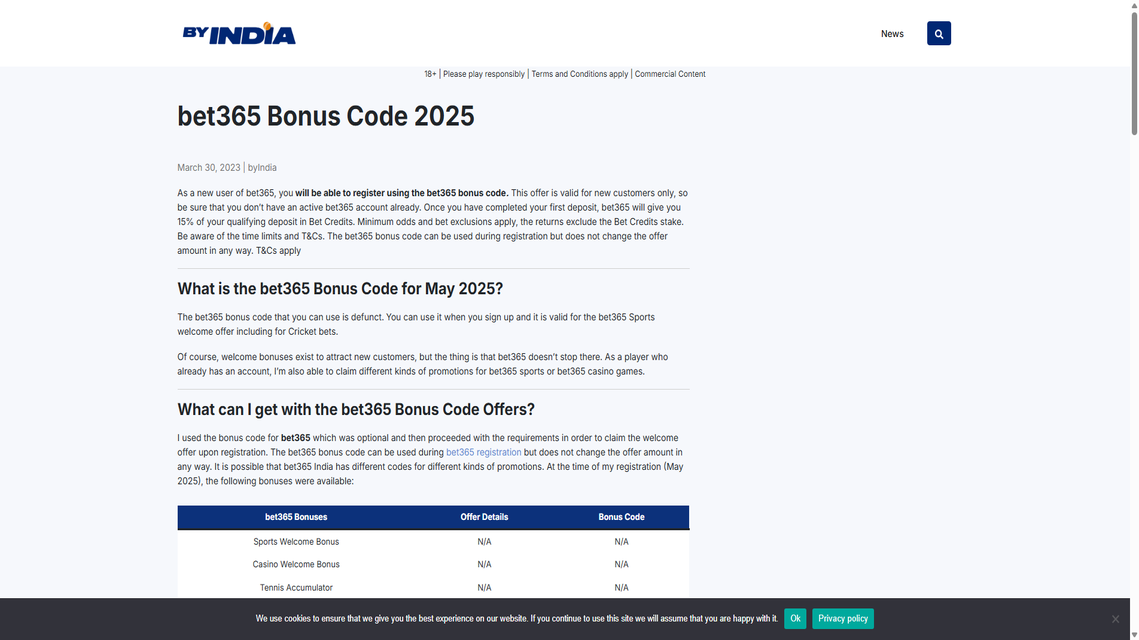 BY INDIA
News
18+ | Please play responsibly | Terms and Conditions apply | Commercial Content
bet365 Bonus Code 2025
March 30, 2023 | byIndia
As a new user of bet365, you will be able to register using the bet365 bonus code. This offer is valid for new customers only, so
be sure that you don't have an active bet365 account already. Once you have completed your first deposit, bet365 will give you
15% of your qualifying deposit in Bet Credits. Minimum odds and bet exclusions apply, the returns exclude the Bet Credits stake.
Be aware of the time limits and T&Cs. The bet365 bonus code can be used during registration but does not change the offer
amount in any way. T&Cs apply
What is the bet365 Bonus Code for May 2025?
The bet365 bonus code that you can use is defunct. You can use it when you sign up and it is valid for the bet365 Sports
welcome offer including for Cricket bets.
Of course, welcome bonuses exist to attract new customers, but the thing is that bet365 doesn't stop there. As a player who
already has an account, I'm also able to claim different kinds of promotions for bet365 sports or bet365 casino games.
What can I get with the bet365 Bonus Code Offers?
I used the bonus code for bet365 which was optional and then proceeded with the requirements in order to claim the welcome
offer upon registration. The bet365 bonus code can be used during bet365 registration but does not change the offer amount in
any way. It is possible that bet365 India has different codes for different kinds of promotions. At the time of my registration (May
2025), the following bonuses were available:
bet365 Bonuses Offer Details Bonus Code
Sports Welcome Bonus N/A N/A
Casino Welcome Bonus N/A N/A
Tennis Accumulator N/A N/A
We use cookies to ensure that we give you the best experience on our website. If you continue to use this site we will assume that you are happy with it. Ok Privacy policy